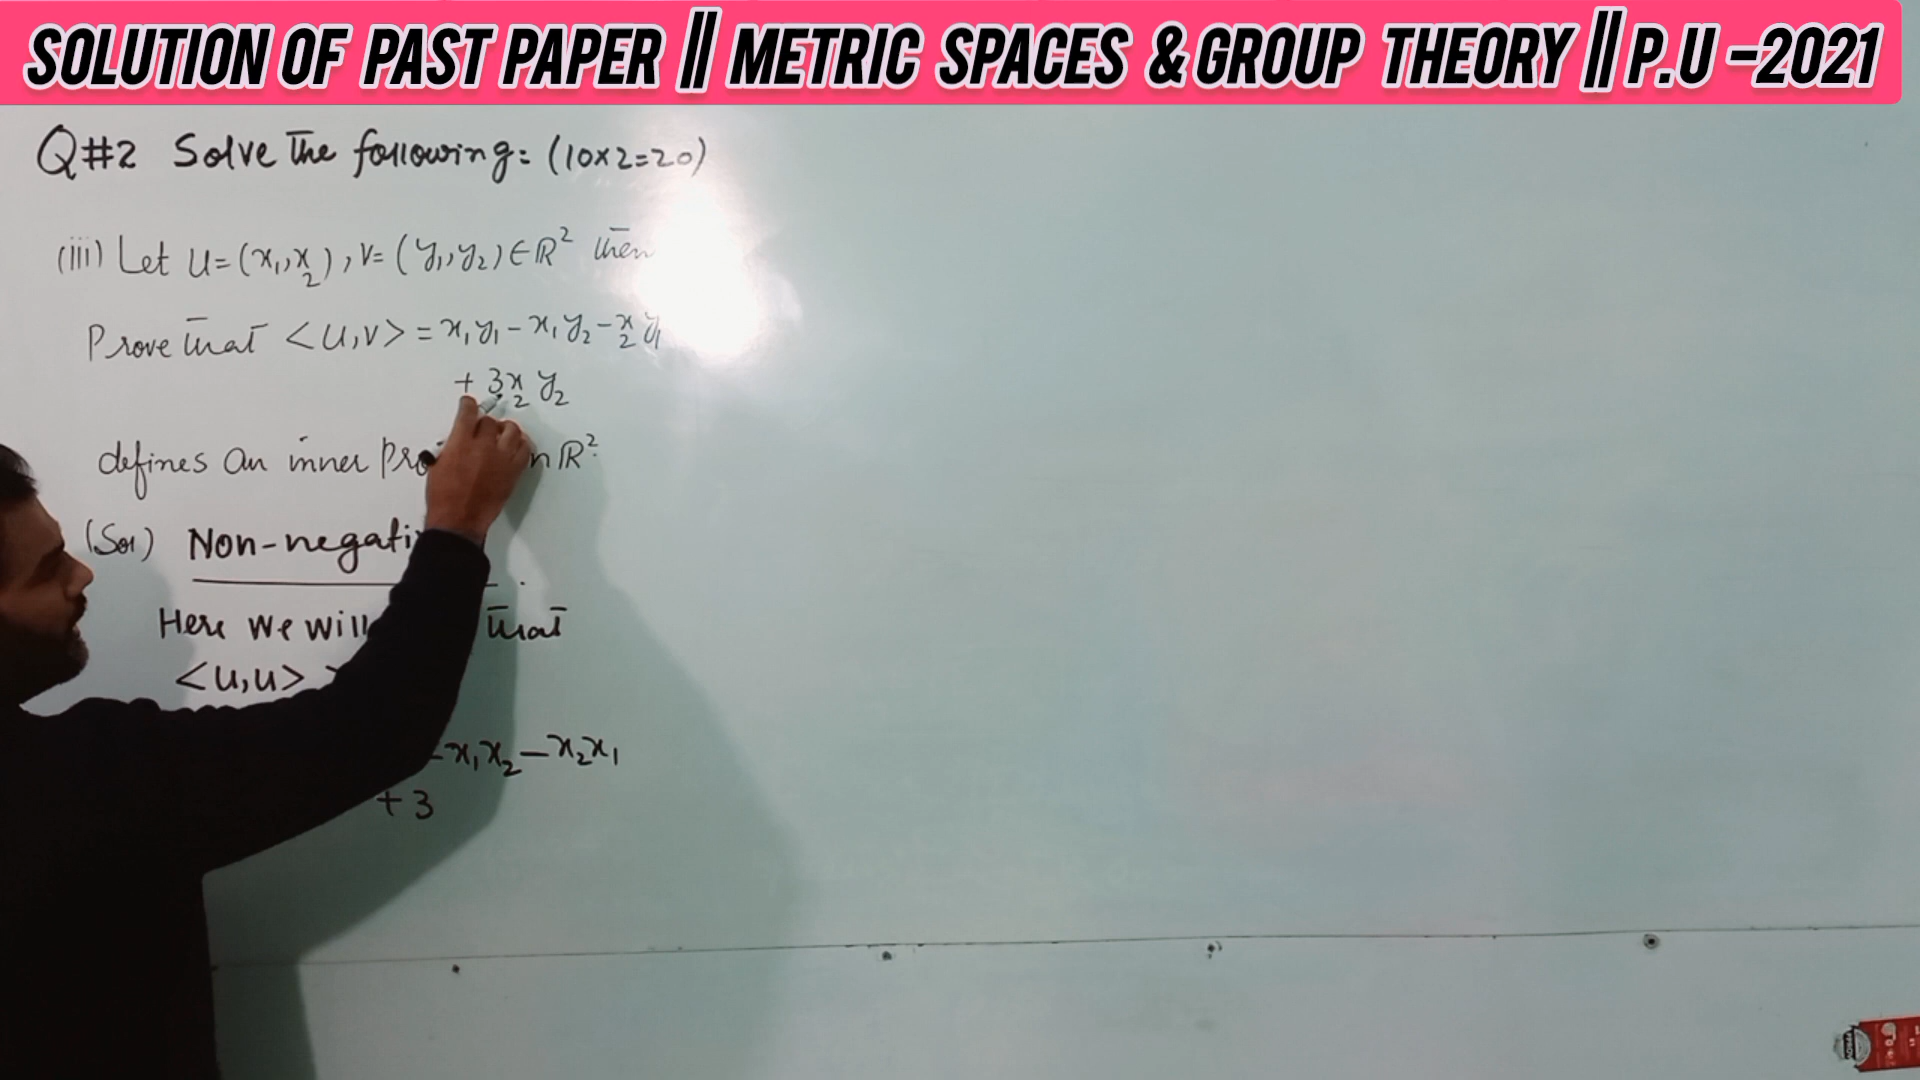 SOLUTION OF PAST PAPER || METRIC SPACES & GROUP THEORY || P.U -2021
Q#2 Solve the following: (10×2=20)
(iii) Let u=(x₁,x₂), v=(y₁,y₂)∈ℝ² then
Prove that <u,v> = x₁y₁-x₁y₂-x₂y₁
+ 3x₂y₂
defines an inner ℝ²
(Sol) Non-negati
Here we will that
<u,u> >
-x₁x₂-x₂x₁
+3